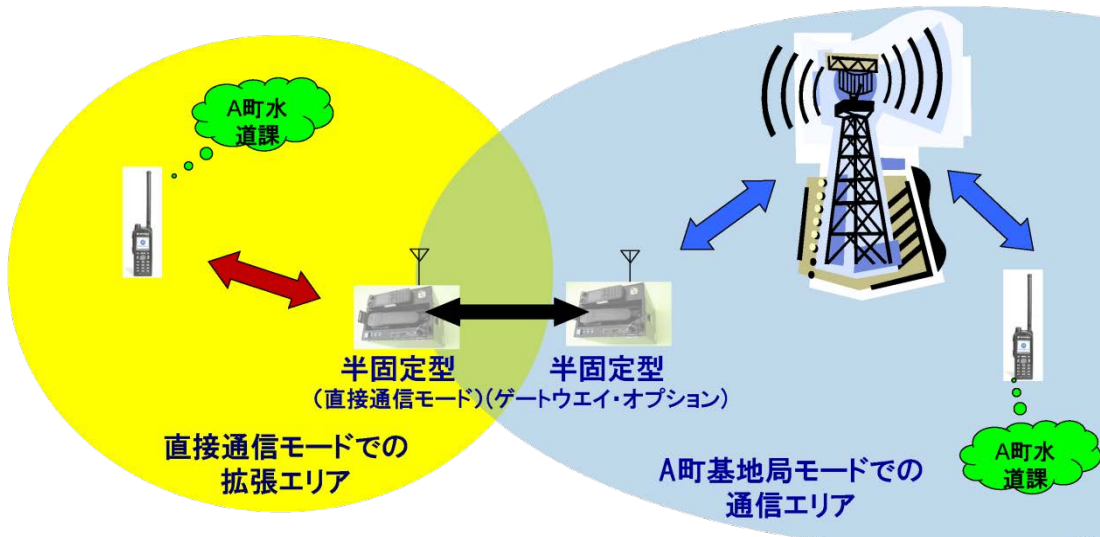 A町水
道課
半固定型
(直接通信モード)
半固定型
(ゲートウエイ・オプション)
直接通信モードでの
拡張エリア
A町基地局モードでの
通信エリア
A町水
道課